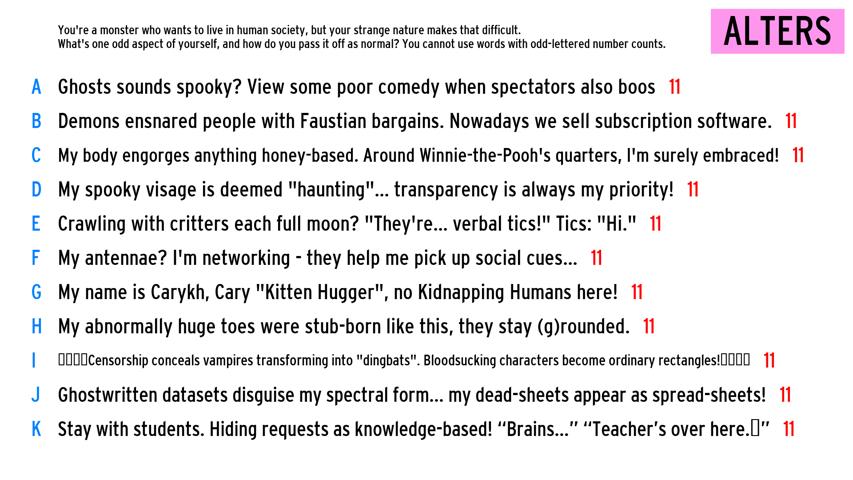 You're a monster who wants to live in human society, but your strange nature makes that difficult.
What's one odd aspect of yourself, and how do you pass it off as normal? You cannot use words with odd-lettered number counts.
ALTERS
A Ghosts sounds spooky? View some poor comedy when spectators also boos 11
B Demons ensnared people with Faustian bargains. Nowadays we sell subscription software. 11
C My body engorges anything honey-based. Around Winnie-the-Pooh's quarters, I'm surely embraced! 11
D My spooky visage is deemed "haunting"... transparency is always my priority! 11
E Crawling with critters each full moon? "They're... verbal tics!" Tics: "Hi." 11
F My antennae? I'm networking - they help me pick up social cues... 11
G My name is Carykh, Cary "Kitten Hugger", no Kidnapping Humans here! 11
H My abnormally huge toes were stub-born like this, they stay (g)rounded. 11
I ▯▯▯▯Censorship conceals vampires transforming into "dingbats". Bloodsucking characters become ordinary rectangles!▯▯▯▯ 11
J Ghostwritten datasets disguise my spectral form... my dead-sheets appear as spread-sheets! 11
K Stay with students. Hiding requests as knowledge-based! “Brains...” “Teacher’s over here.▯” 11